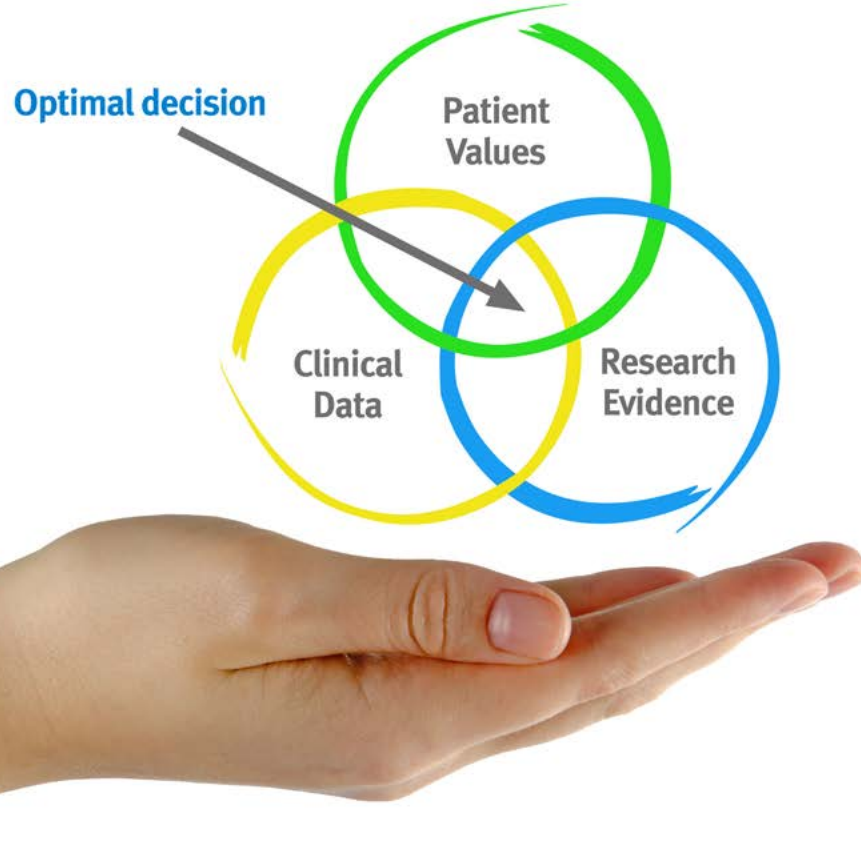 Optimal decision
Patient
Values
Clinical
Data
Research
Evidence